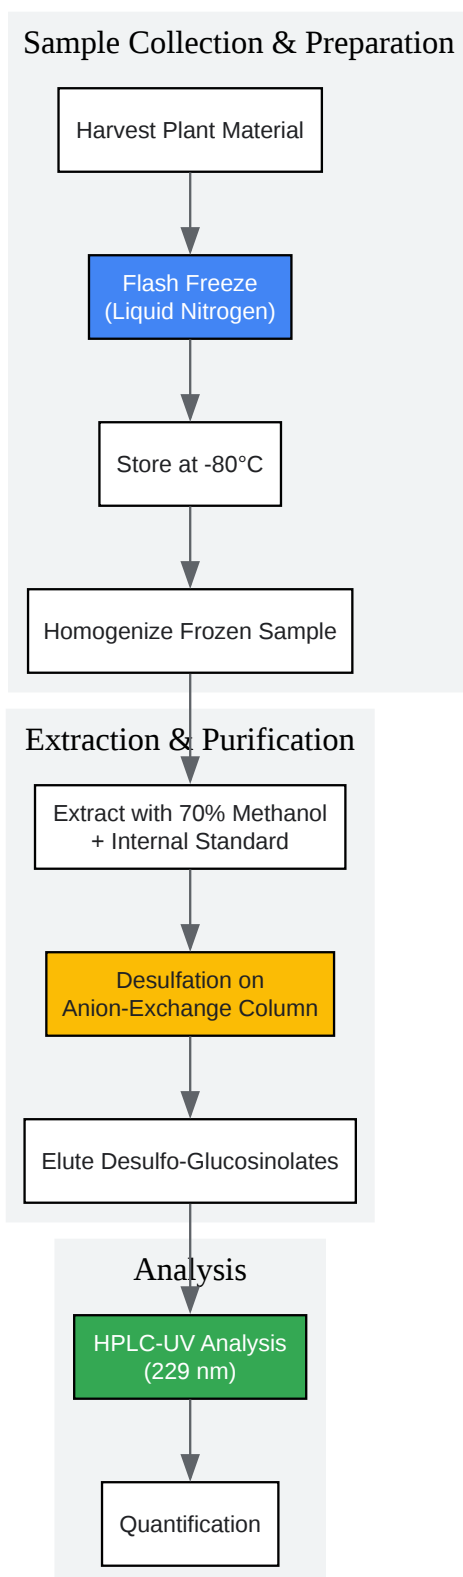 Sample Collection & Preparation
Harvest Plant Material
Flash Freeze
(Liquid Nitrogen)
Store at -80°C
Homogenize Frozen Sample
Extraction & Purification
Extract with 70% Methanol
+ Internal Standard
Desulfation on
Anion-Exchange Column
Elute Desulfo-Glucosinolates
Analysis
HPLC-UV Analysis
(229 nm)
Quantification